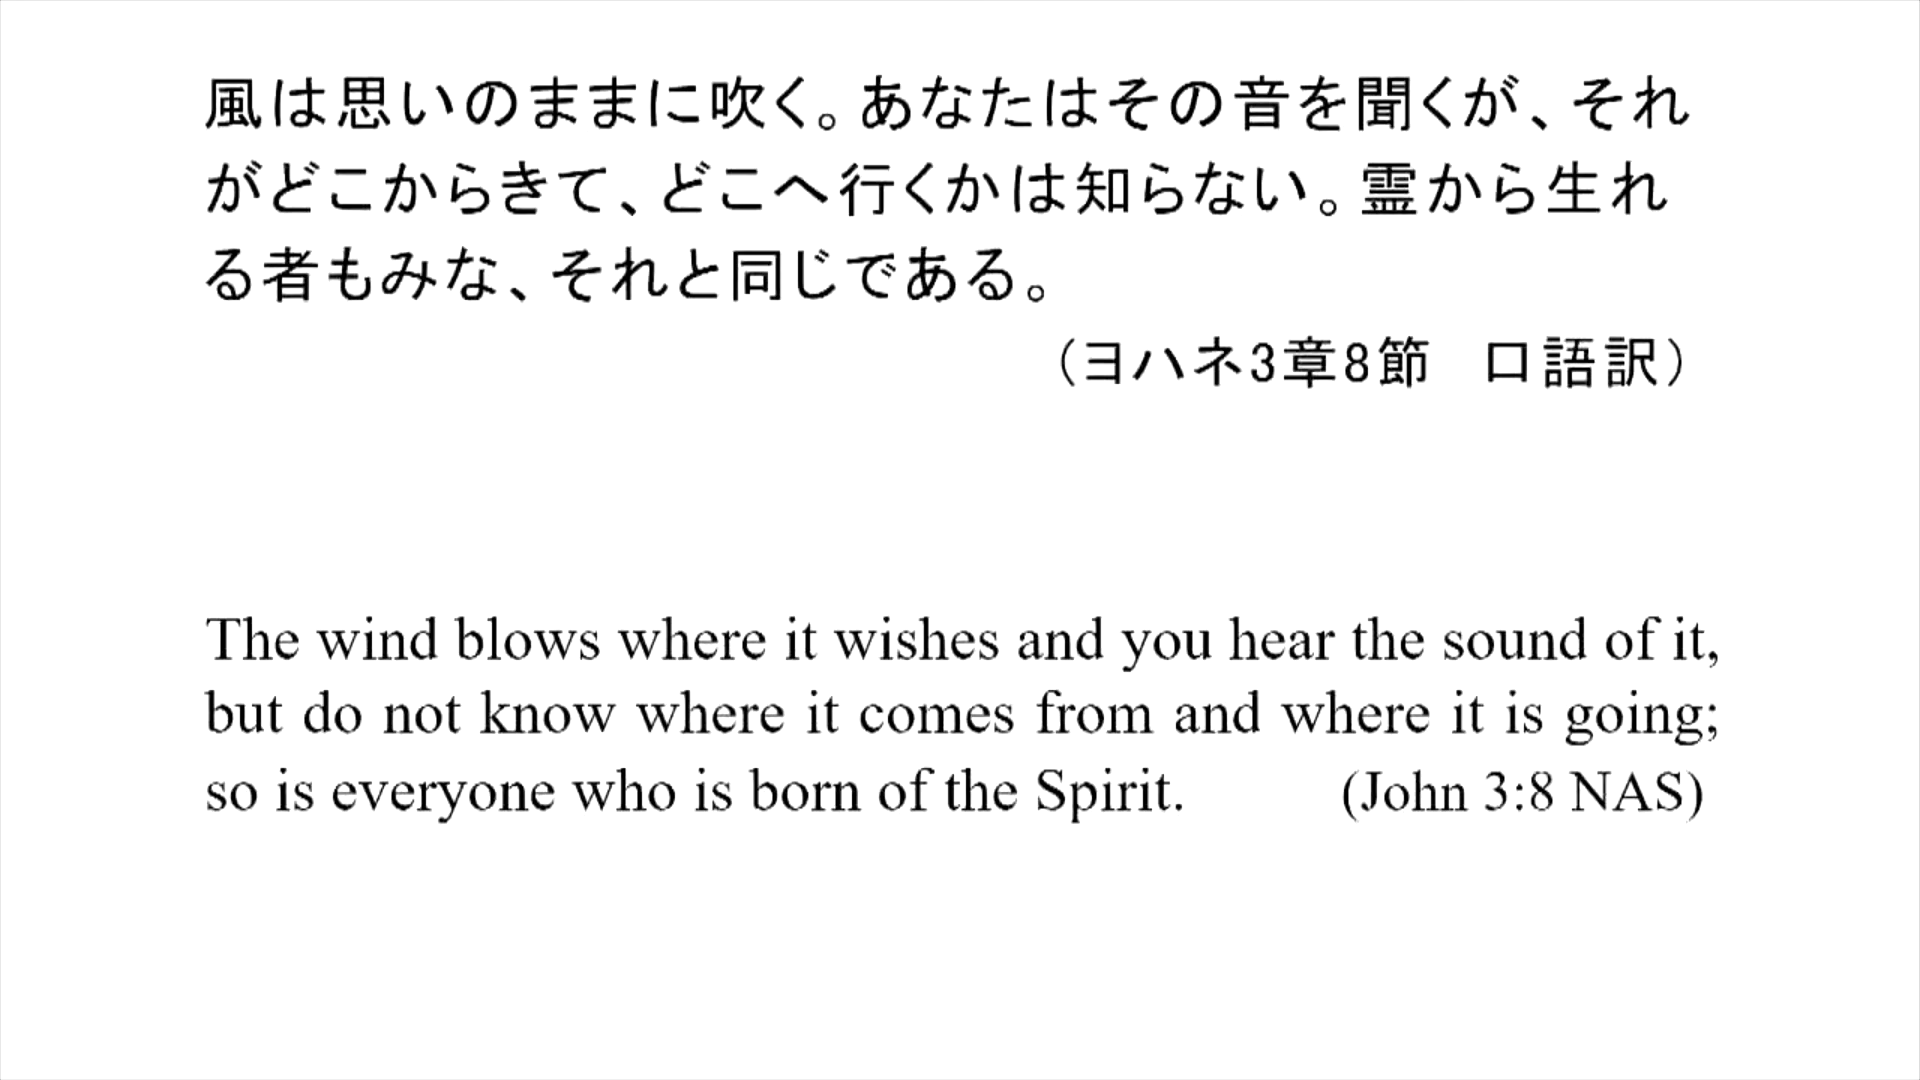 風は思いのままに吹く。あなたはその音を聞くが、それ
がどこからきて、どこへ行くかは知らない。霊から生れ
る者もみな、それと同じである。
（ヨハネ3章8節　口語訳）
The wind blows where it wishes and you hear the sound of it,
but do not know where it comes from and where it is going;
so is everyone who is born of the Spirit. (John 3:8 NAS)